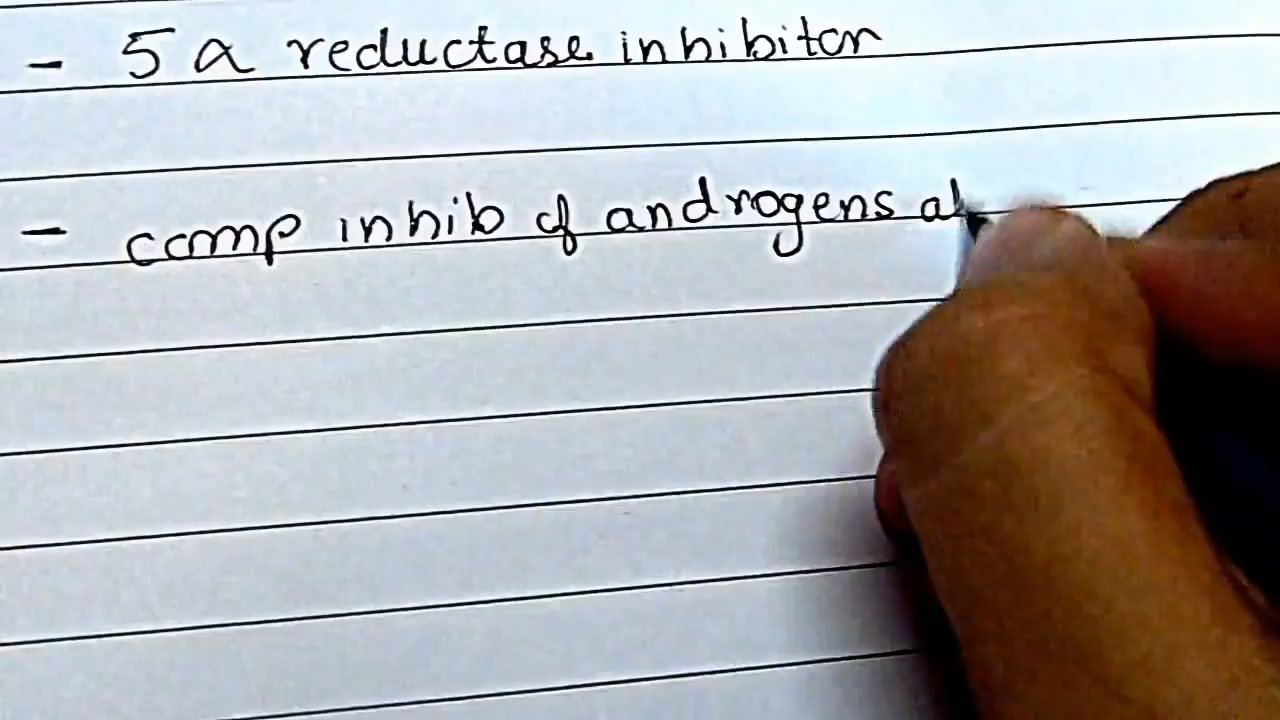 - 5 α reductase inhibitor
- comp inhib of androgens